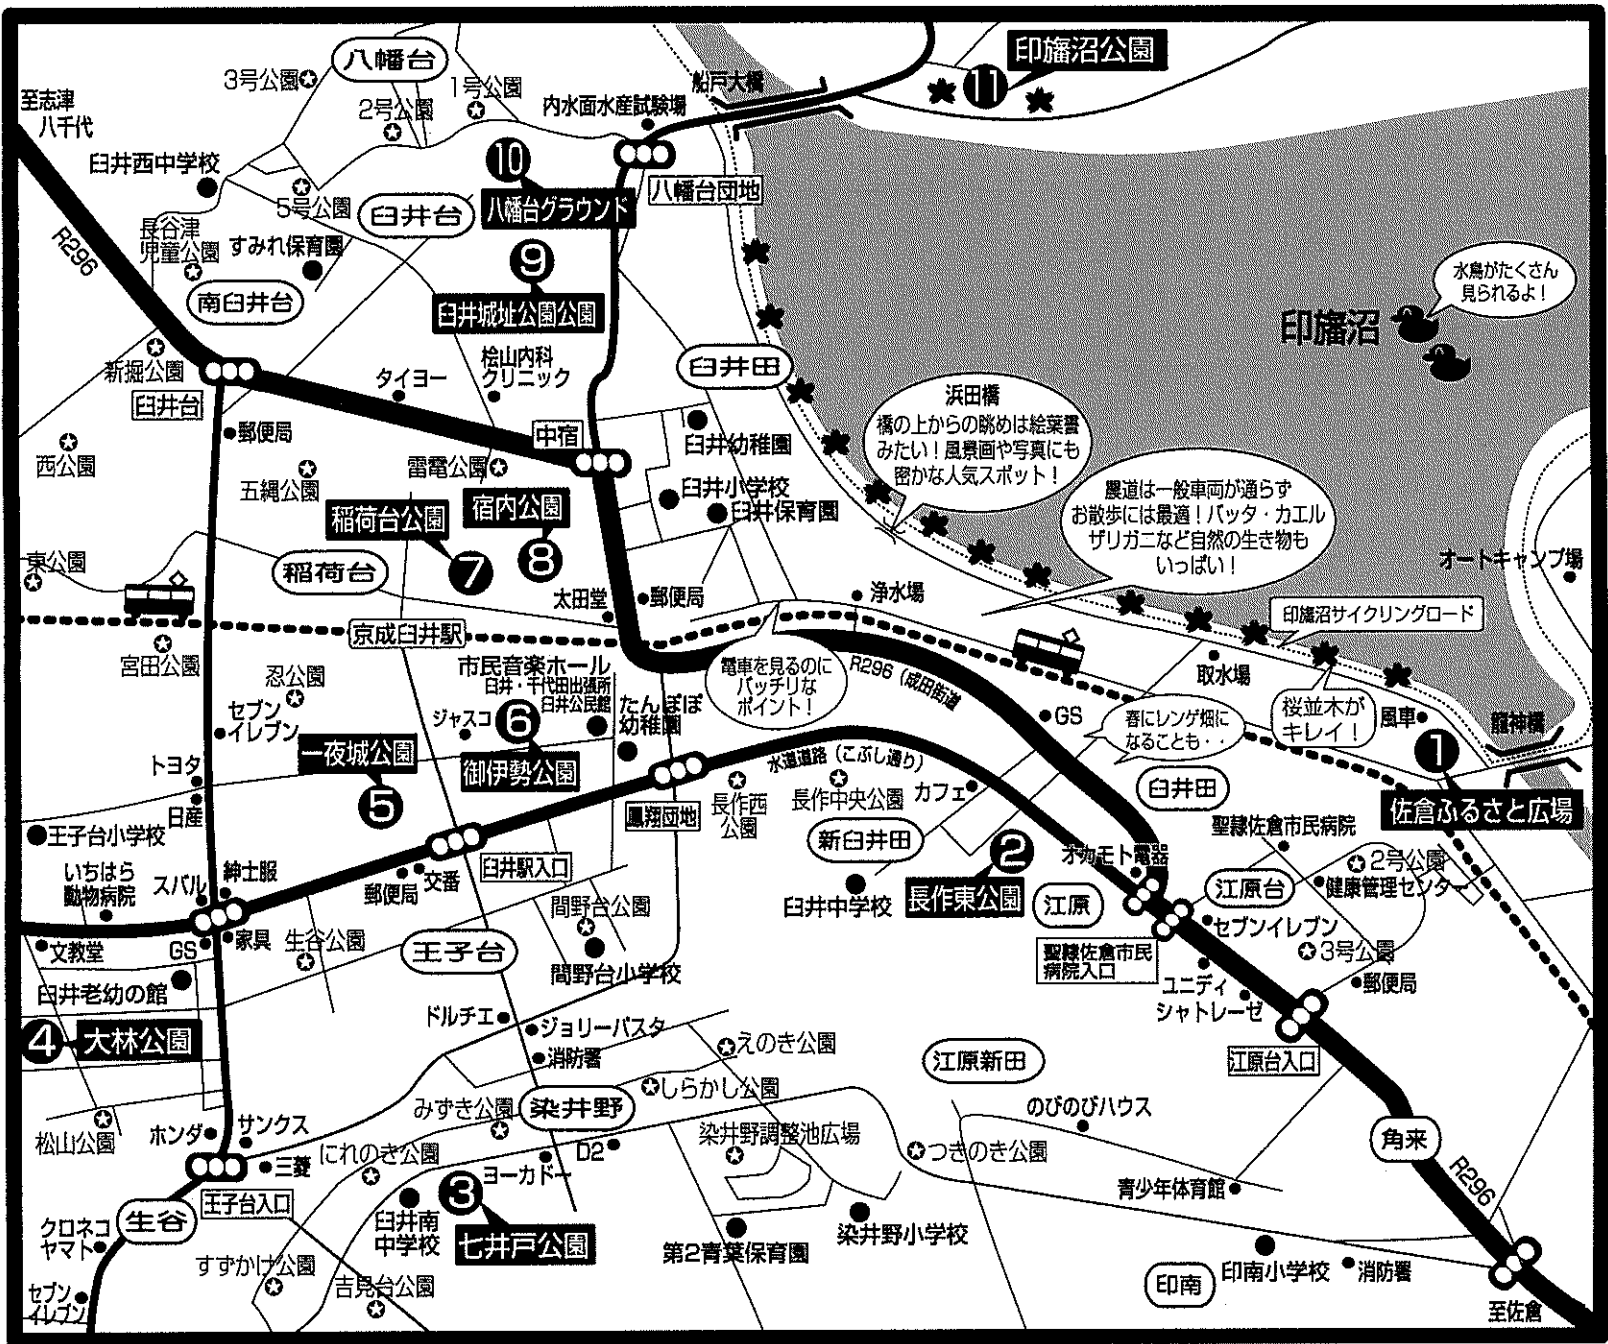 八幡台
3号公園
2号公園
1号公園
内水面水産試験場
船戸大橋
印旛沼公園
11
至志津
八千代
臼井西中学校
5号公園
臼井台
10
八幡台グラウンド
八幡台団地
長谷津
児童公園
すみれ保育園
R296
南臼井台
9
臼井城址公園公園
水鳥がたくさん
見られるよ！
印旛沼
新掘公園
臼井台
タイヨー
桧山内科
クリニック
臼井田
郵便局
中宿
臼井幼稚園
浜田橋
橋の上からの眺めは絵葉書
みたい！風景画や写真にも
密かな人気スポット！
西公園
五縄公園
雷電公園
臼井小学校
臼井保育園
稲荷台公園
7
宿内公園
8
農道は一般車両が通らず
お散歩には最適！バッタ・カエル
ザリガニなど自然の生き物も
いっぱい！
オートキャンプ場
東公園
稲荷台
太田堂
郵便局
浄水場
印旛沼サイクリングロード
京成臼井駅
宮田公園
忍公園
市民音楽ホール
臼井・千代田出張所
臼井公民館
たんぽぽ
幼稚園
電車を見るのに
バッチリな
ポイント！
R296（成田街道
取水場
セブン
イレブン
ジャスコ
6
御伊勢公園
GS
春にレンゲ畑に
なることも・・
桜並木が
キレイ！
風車
龍神橋
1
佐倉ふるさと広場
一夜城公園
5
トヨタ
日産
水道道路（こぶし通り）
鳳翔団地
長作西
公園
長作中央公園
カフェ
臼井田
王子台小学校
いちはら
動物病院
スバル
紳士服
郵便局
交番
臼井駅入口
新臼井田
2
長作東公園
オカモト電器
聖隷佐倉市民病院
2号公園
健康管理センター
江原台
江原
臼井中学校
セブンイレブン
聖隷佐倉市民
病院入口
3号公園
文教堂
GS
家具
生谷公園
王子台
間野台公園
間野台小学校
ユニディ
シャトレーゼ
郵便局
臼井老幼の館
4
大林公園
ドルチェ
ジョリーパスタ
消防署
えのき公園
江原新田
江原台入口
しらかし公園
みずき公園
染井野
のびのびハウス
角来
松山公園
ホンダ
サンクス
三菱
にれのき公園
ヨーカドー
D2
染井野調整池広場
つきのき公園
青少年体育館
R296
王子台入口
生谷
3
七井戸公園
臼井南
中学校
第2青葉保育園
染井野小学校
クロネコ
ヤマト
すずかけ公園
吉見台公園
印南
印南小学校
消防署
セブン
イレブン
至佐倉